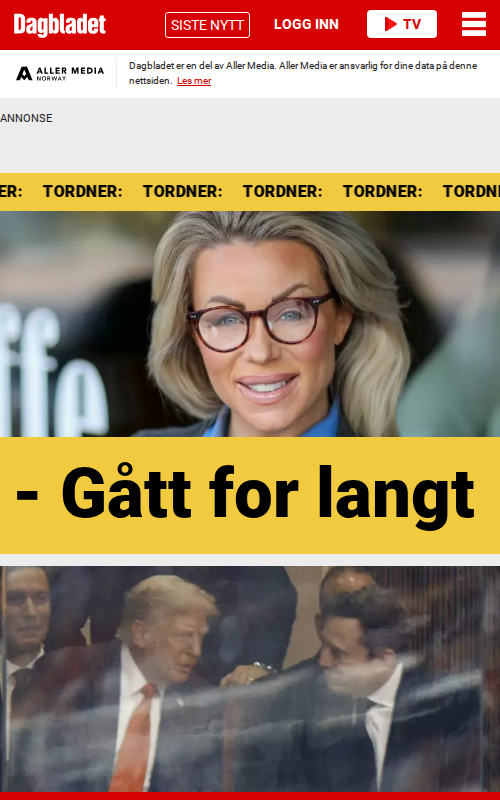 Dagbladet
SISTE NYTT
LOGG INN
TV
ALLER MEDIA
NORWAY
Dagbladet er en del av Aller Media. Aller Media er ansvarlig for dine data på denne
nettsiden. Les mer
ANNONSE
ER: TORDNER: TORDNER: TORDNER: TORDNER: TORDN
ffe
- Gått for langt